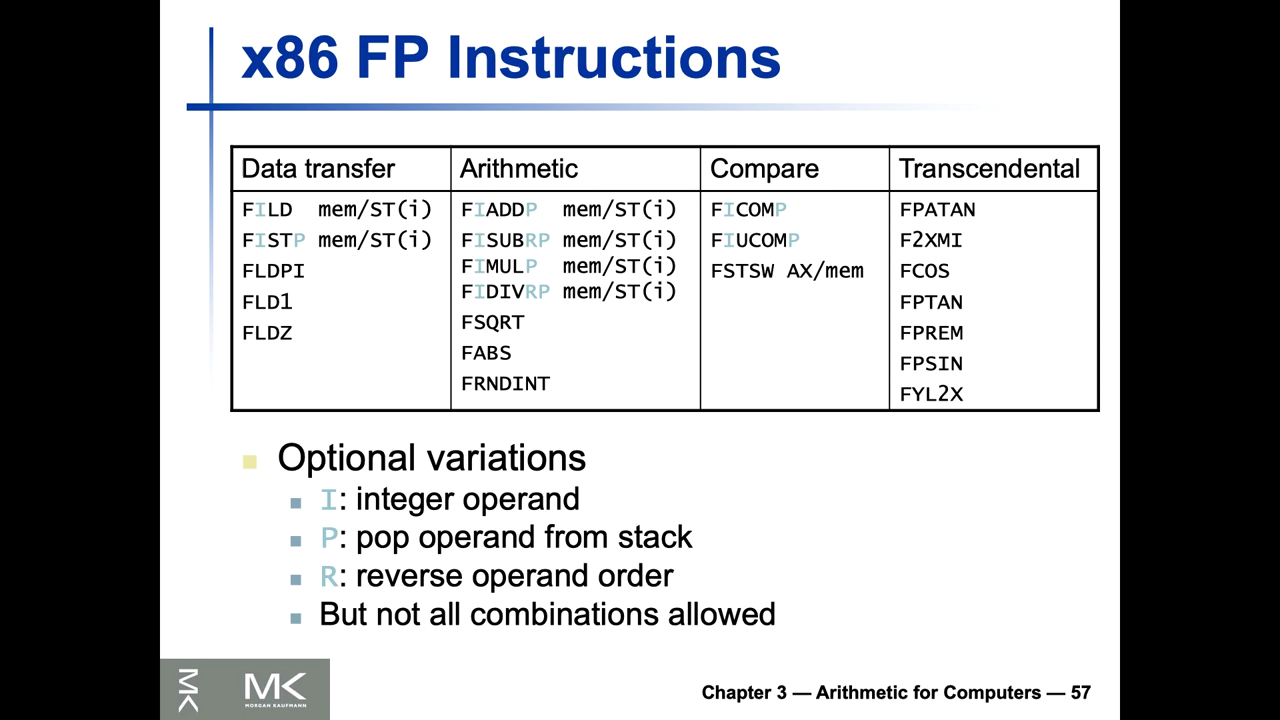 x86 FP Instructions
Data transfer Arithmetic Compare Transcendental
FILD mem/ST(i)
FISTP mem/ST(i)
FLDPI
FLD1
FLDZ
FIADDP mem/ST(i)
FISUBRP mem/ST(i)
FIMULP mem/ST(i)
FIDIVRP mem/ST(i)
FSQRT
FABS
FRNDINT
FICOMP
FIUCOMP
FSTSW AX/mem
FPATAN
F2XMI
FCOS
FPTAN
FPREM
FPSIN
FYL2X
Optional variations
I: integer operand
P: pop operand from stack
R: reverse operand order
But not all combinations allowed
MK
MK
MORGAN KAUFMANN
Chapter 3 — Arithmetic for Computers — 57